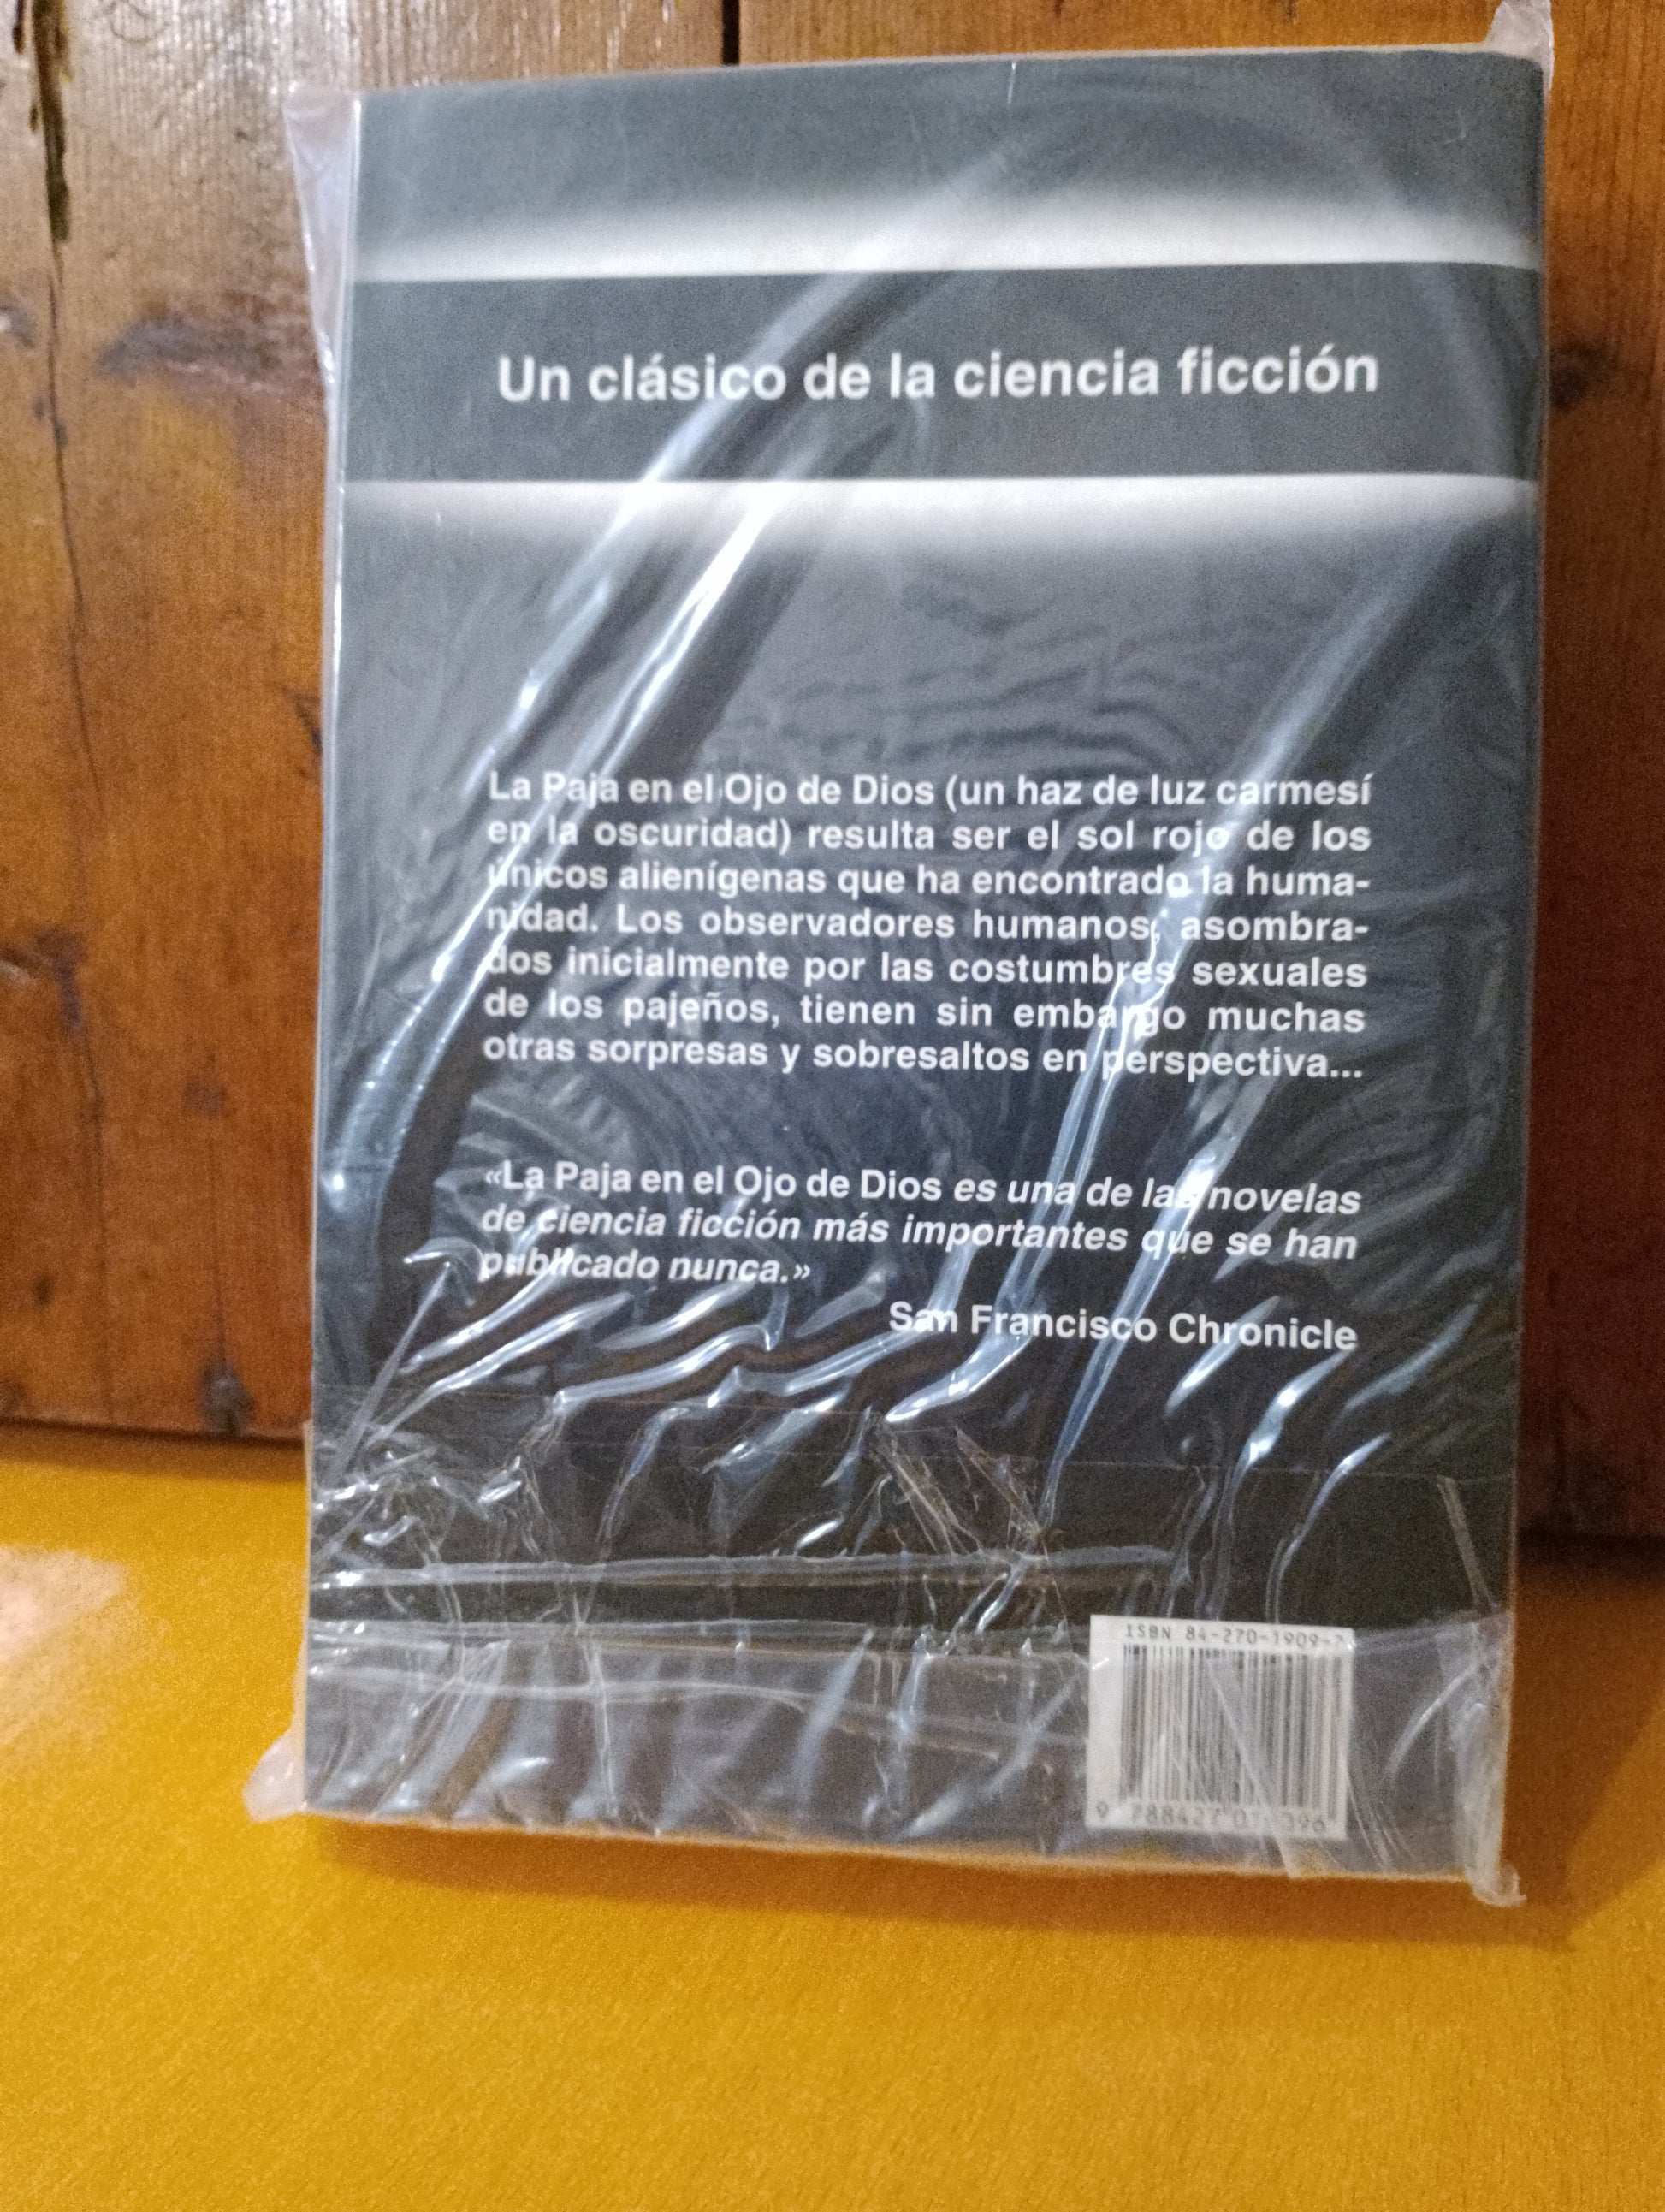 Un clásico de la ciencia ficción
La Paja en el Ojo de Dios (un haz de luz carmesí
en la oscuridad) resulta ser el sol rojo de los
únicos alienígenas que ha encontrado la huma-
nidad. Los observadores humanos, asombra-
dos inicialmente por las costumbres sexuales
de los pajeños, tienen sin embargo muchas
otras sorpresas y sobresaltos en perspectiva...
«La Paja en el Ojo de Dios es una de las novelas
de ciencia ficción más importantes que se han
publicado nunca.»
San Francisco Chronicle
ISBN 84-270-1909-
9 788427